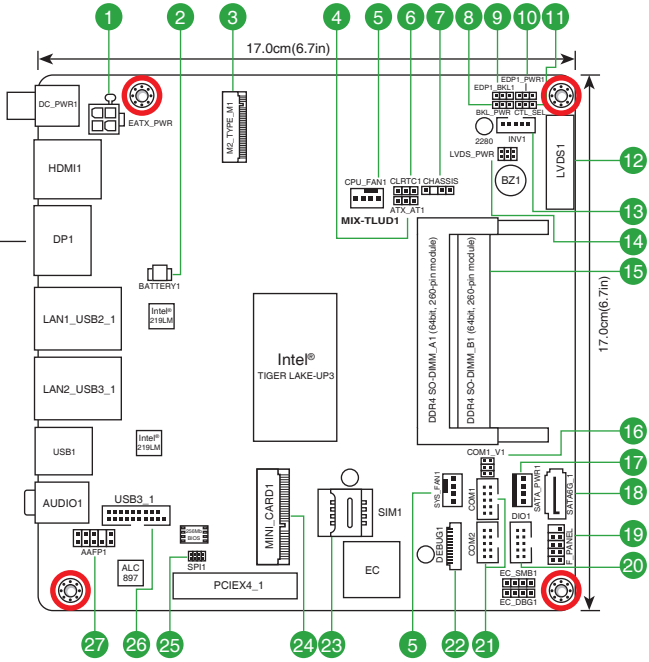 1 2 3 4 5 6 7 8 9 10 11
17.0cm(6.7in)
DC_PWR1
EATX_PWR
M2_TYPE_M1
EDP1_PWR1
EDP1_BKL1
BKL_PWR CTL_SEL
2280
INV1
LVDS_PWR
LVDS1
12
HDMI1
CPU_FAN1 CLRTC1 CHASSIS
BZ1
ATX_AT1
MIX-TLUD1
13
14
DP1
BATTERY1
15
DDR4 SO-DIMM_A1 (64bit, 260-pin module)
DDR4 SO-DIMM_B1 (64bit, 260-pin module)
17.0cm(6.7in)
LAN1_USB2_1
Intel®
219LM
Intel®
TIGER LAKE-UP3
LAN2_USB3_1
USB1
Intel®
219LM
16
COM1_V1
17
SYS_FAN1
COM1
SATA_PWR1
SATA6G_1
18
AUDIO1
USB3_1
MINI_CARD1
SIM1
DIO1
19
256Mb
BIOS
DEBUG1
COM2
F_PANEL
AAFP1
ALC
897
SPI1
EC
20
EC_SMB1
PCIEX4_1
EC_DBG1
27 26 25 24 23 5 22 21